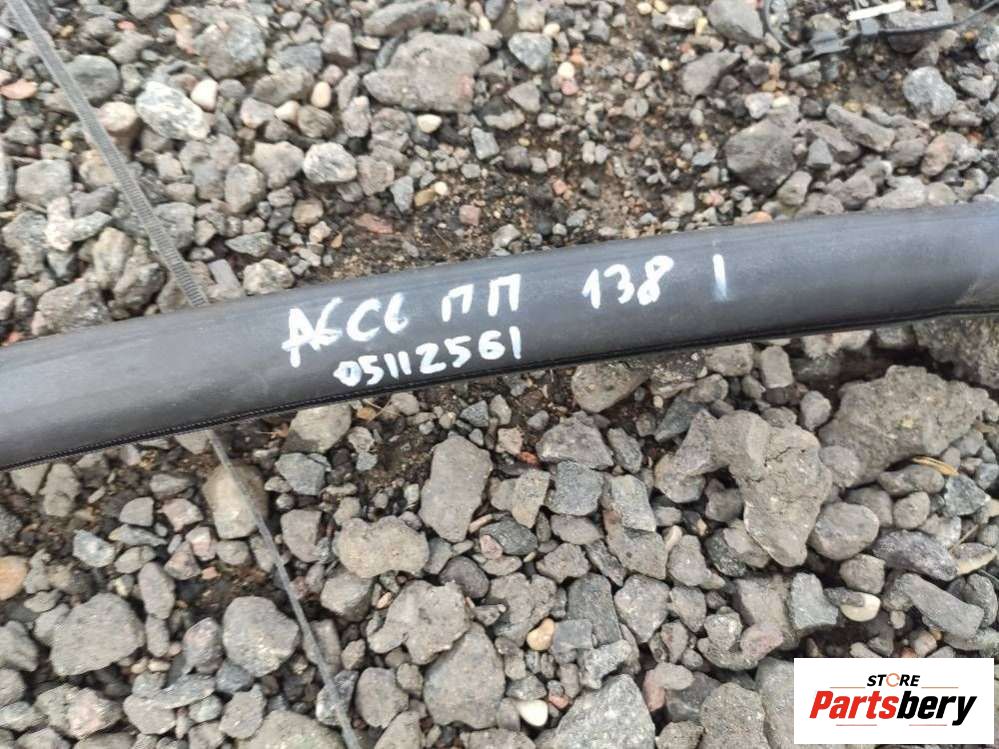 A6C6 ПП 138 |
05112561
STORE
Partsbery